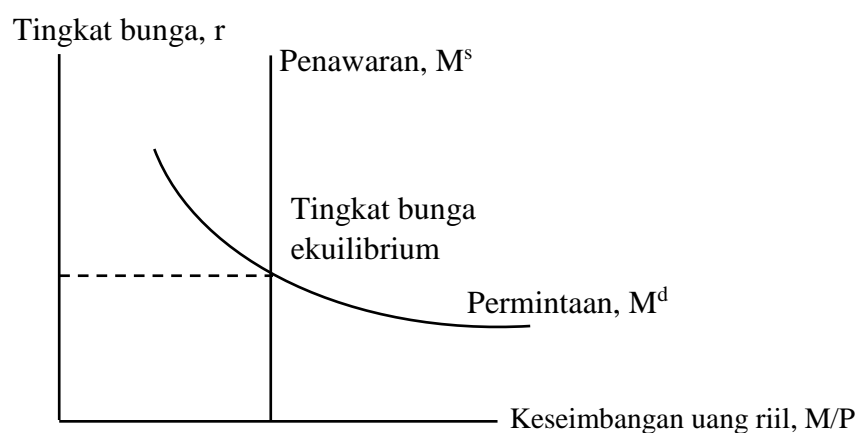 Tingkat bunga, r
Penawaran, Mˢ
Tingkat bunga
ekuilibrium
Permintaan, Mᵈ
Keseimbangan uang riil, M/P